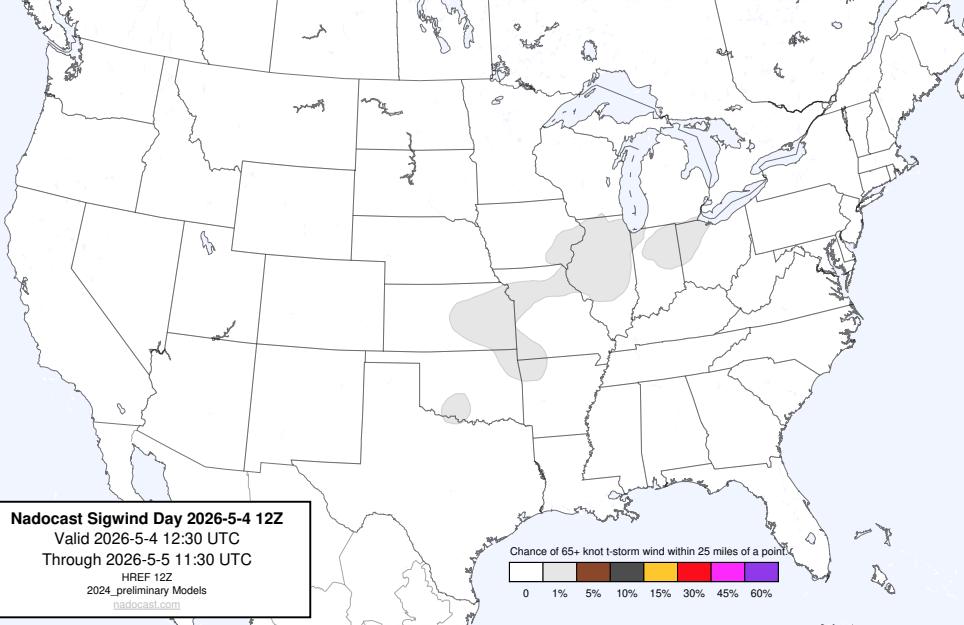 Nadocast Sigwind Day 2026-5-4 12Z
Valid 2026-5-4 12:30 UTC
Through 2026-5-5 11:30 UTC
HREF 12Z
2024_preliminary Models
nadocast.com
Chance of 65+ knot t-storm wind within 25 miles of a point.
0 1% 5% 10% 15% 30% 45% 60%